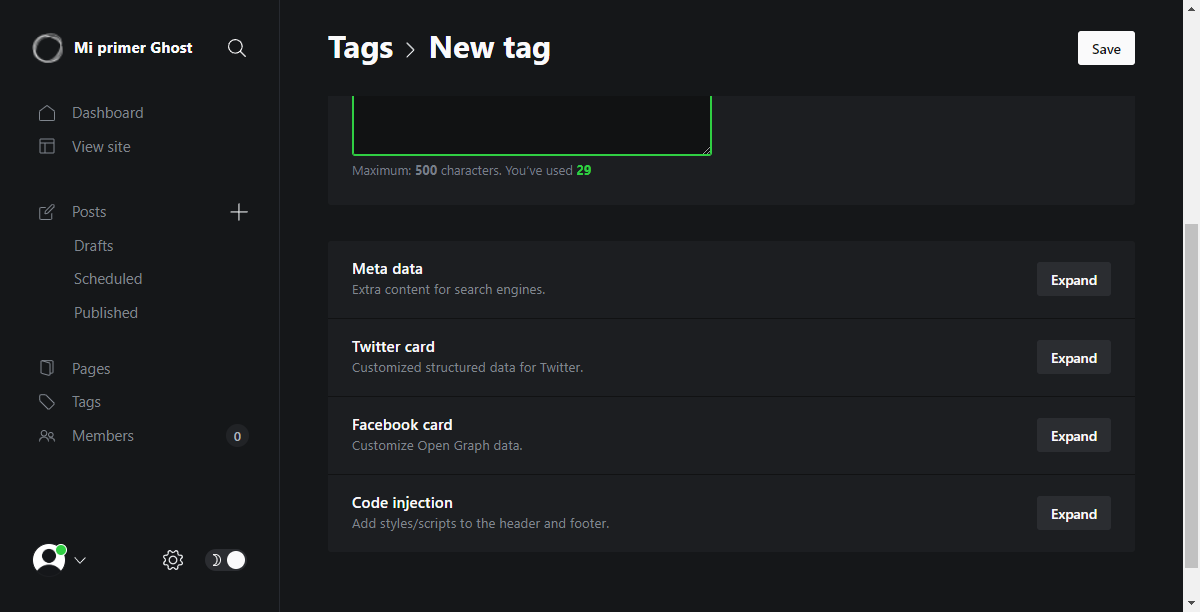 Mi primer Ghost
Dashboard
View site
Posts
Drafts
Scheduled
Published
Pages
Tags
Members
0
Tags > New tag
Save
Maximum: 500 characters. You’ve used 29
Meta data
Extra content for search engines.
Expand
Twitter card
Customized structured data for Twitter.
Expand
Facebook card
Customize Open Graph data.
Expand
Code injection
Add styles/scripts to the header and footer.
Expand